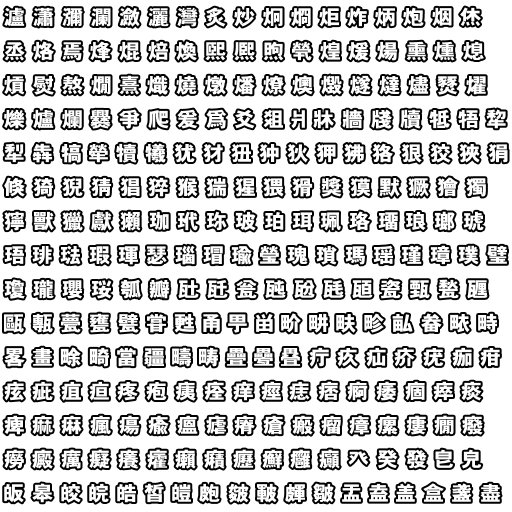 瀘瀟瀰瀾瀲灑灣炙炒炯烱炬炸炳炮烟烋
烝烙焉烽焜焙煥煕熈煦煢煌煖煬熏燻熄
熕熨熬燗熹熾燒燉燔燎燠燬燧燵燼燹燿
爍爐爛爨爭爬爰爲爻爼爿牀牆牋牘牴牾犂
犁犇犒犖犢犧犹犲狃狆狄狎狒狢狠狡狹狷
倏猗猊猜猖猝猴猯猩猥猾獎獏默獗獪獨
獰獸獵獻獺珈玳珎玻珀珥珮珞璢琅瑯琥
珸琲琺瑕琿瑟瑙瑁瑜瑩瑰瑣瑪瑶瑾璋璞璧
瓊瓏瓔珱瓠瓣瓧瓩瓮瓲瓰瓱瓸瓷甄甃甅
甌甎甍甕甓甞甦甬甼畄畍畊畉畛畆畚畩畤
畧畫畭畸當疆疇畴疊疉疂疔疚疝疥疣痂疳
痃疵疽疸疼疱痍痊痒痙痣痞痾痿痼瘁痰
痺痲痳瘋瘍瘉瘟瘧瘠瘡瘢瘤瘴瘰瘻癇癈
癆癜癘癡癢癨癩癪癧癬癰癲癶癸發皀皃
皈皋皎皖皓皙皚皰皴皸皹皺盂盍盖盒盞盡